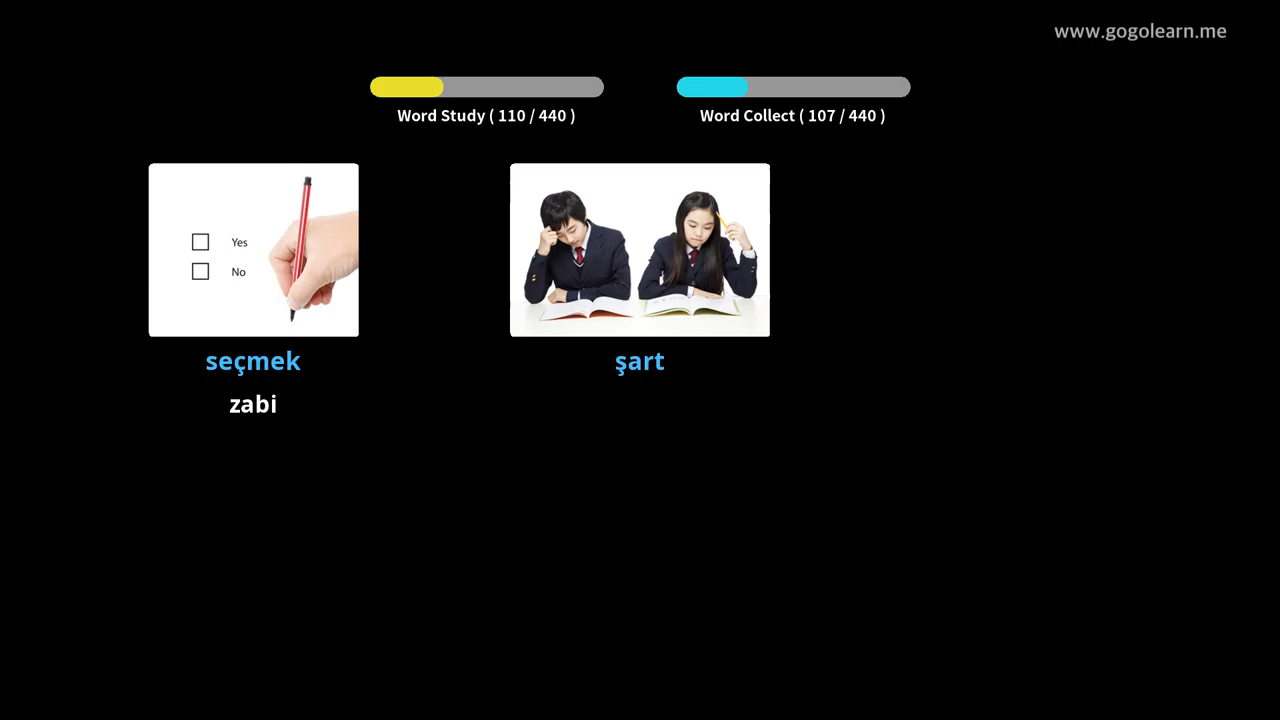 www.gogolearn.me
Word Study ( 110 / 440 )
Word Collect ( 107 / 440 )
Yes
No
seçmek
şart
zabi